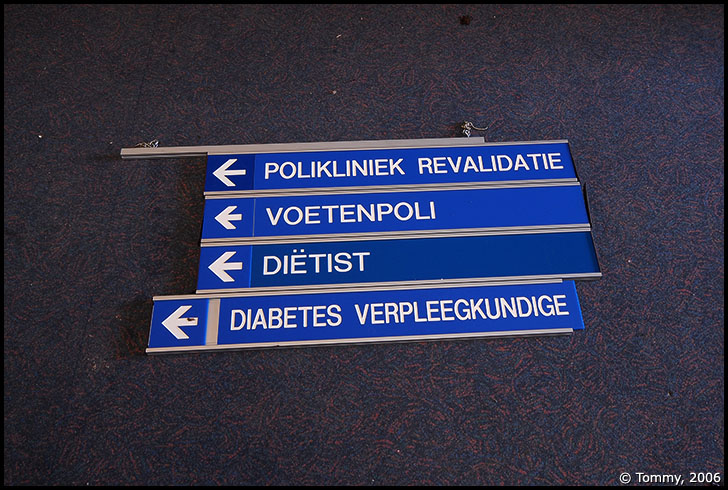 POLIKLINIEK REVALIDATIE
VOETENPOLI
DIËTIST
DIABETES VERPLEEGKUNDIGE
© Tommy, 2006